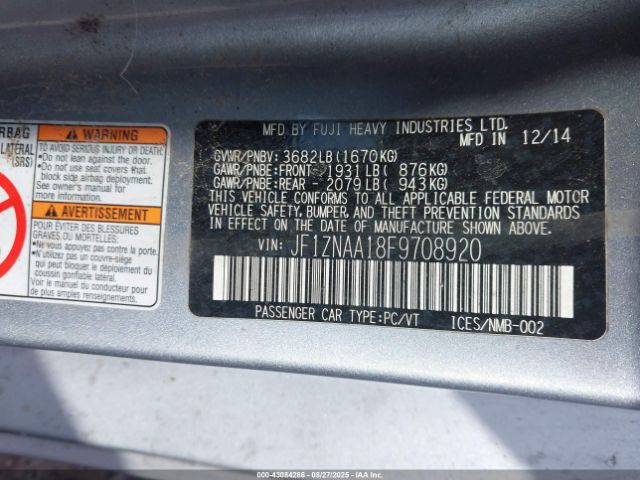 RBAG
LATERAL
(SRS)
WARNING
TO AVOID SERIOUS INJURY OR DEATH:
•Do not lean against the door.
•Do not use seat covers that
block side airbag deployment.
See owner's manual for
more information.
AVERTISSEMENT
POUR ÉVITER DES BLESSURES
GRAVES OU MORTELLES:
•Ne vous appuyez pas contre la porte.
•N'utilisez pas de couvre-siège qui
peut bloquer le déploiement du
coussin gonflable latéral.
Voir le manuel du conducteur pour
de plus amples renseignements.
MFD BY FUJI HEAVY INDUSTRIES LTD.
MFD IN 12/14
GVWR/PNBV: 3682LB(1670KG)
GAWR/PNBE:FRONT- 1931LB( 876KG)
GAWR/PNBE:REAR - 2079LB( 943KG)
THIS VEHICLE CONFORMS TO ALL APPLICABLE FEDERAL MOTOR
VEHICLE SAFETY, BUMPER, AND THEFT PREVENTION STANDARDS
IN EFFECT ON THE DATE OF MANUFACTURE SHOWN ABOVE.
VIN: JF1ZNAA18F9708920
PASSENGER CAR TYPE:PC/VT ICES/NMB-002
00-43084286 - 08/27/2025 - IAA Inc.